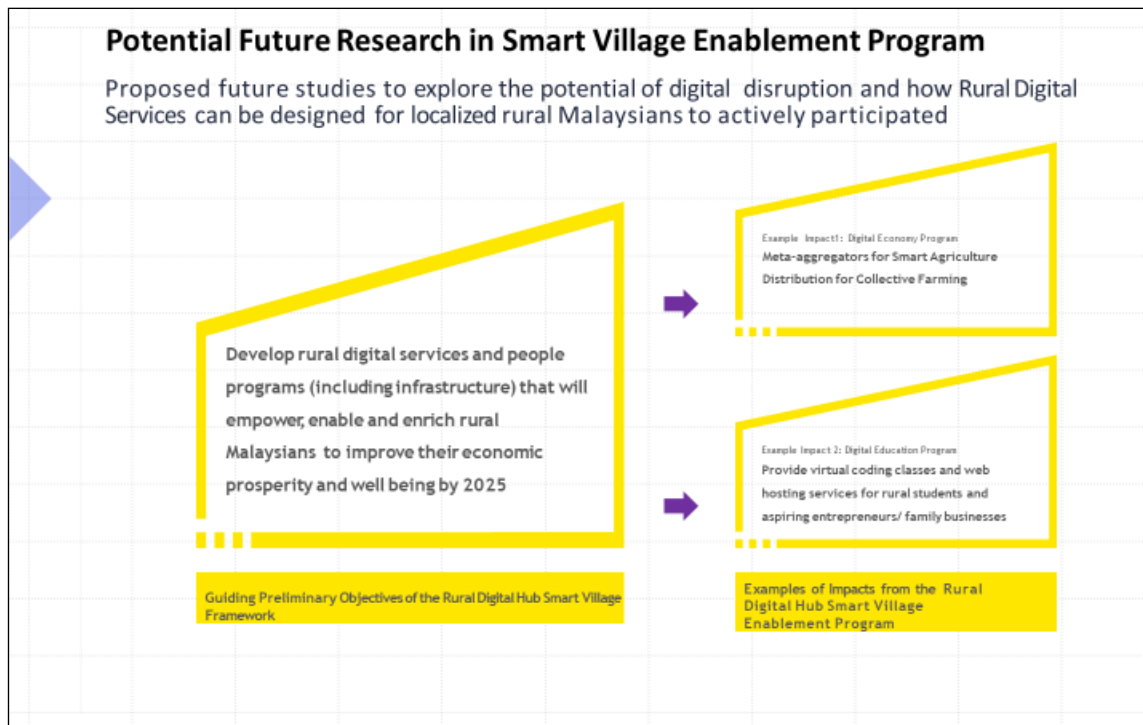 Potential Future Research in Smart Village Enablement Program
Proposed future studies to explore the potential of digital disruption and how Rural Digital
Services can be designed for localized rural Malaysians to actively participated
Develop rural digital services and people
programs (including infrastructure) that will
empower, enable and enrich rural
Malaysians to improve their economic
prosperity and well being by 2025
Guiding Preliminary Objectives of the Rural Digital Hub Smart Village
Framework
Example Impact1: Digital Economy Program
Meta-aggregators for Smart Agriculture
Distribution for Collective Farming
Example Impact 2: Digital Education Program
Provide virtual coding classes and web
hosting services for rural students and
aspiring entrepreneurs/ family businesses
Examples of Impacts from the Rural
Digital Hub Smart Village
Enablement Program